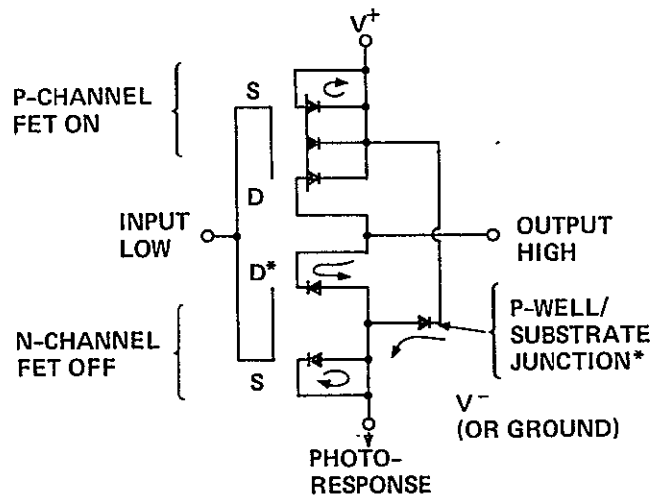 V+
P-CHANNEL
FET ON
S
D
INPUT
LOW
OUTPUT
HIGH
D*
N-CHANNEL
FET OFF
S
P-WELL/
SUBSTRATE
JUNCTION*
V−
(OR GROUND)
PHOTO-
RESPONSE